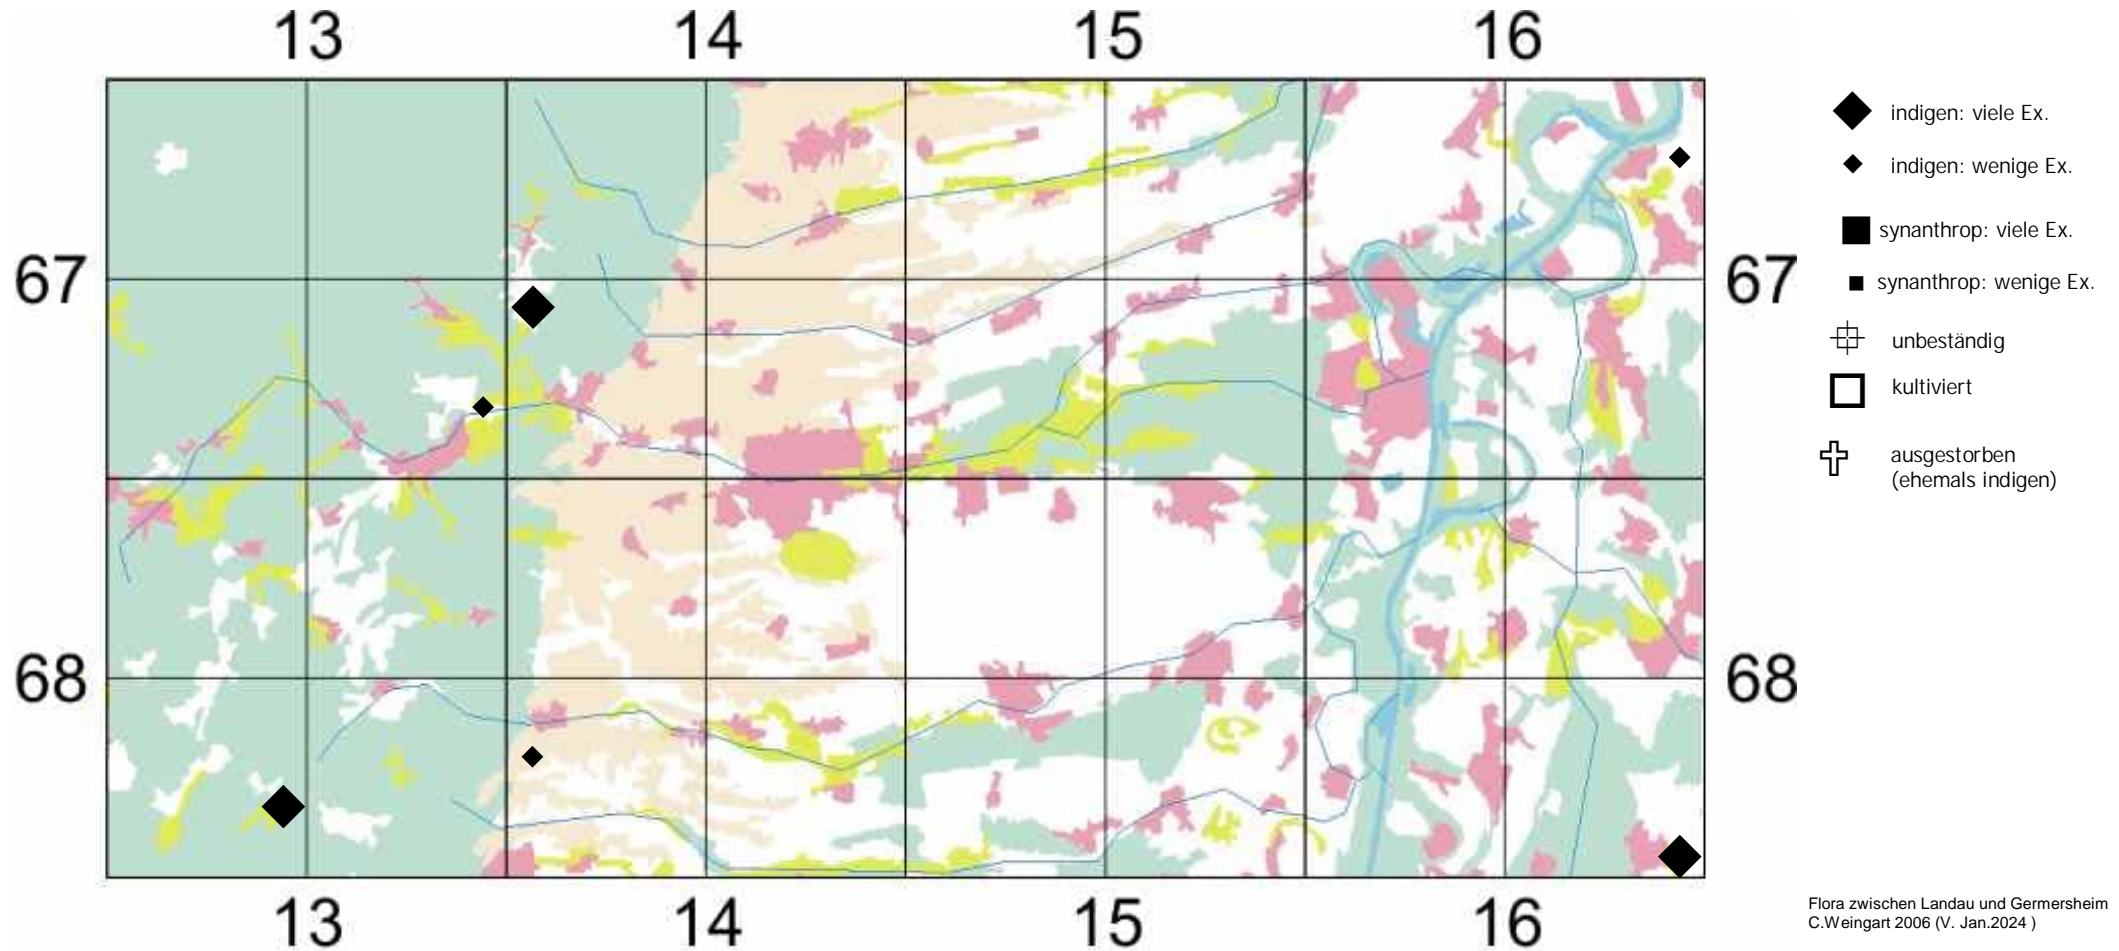 13 14 15 16
67 67
68 68
13 14 15 16
indigen: viele Ex.
indigen: wenige Ex.
synanthrop: viele Ex.
synanthrop: wenige Ex.
unbeständig
kultiviert
ausgestorben
(ehemals indigen)
Flora zwischen Landau und Germersheim
C.Weingart 2006 (V. Jan.2024 )